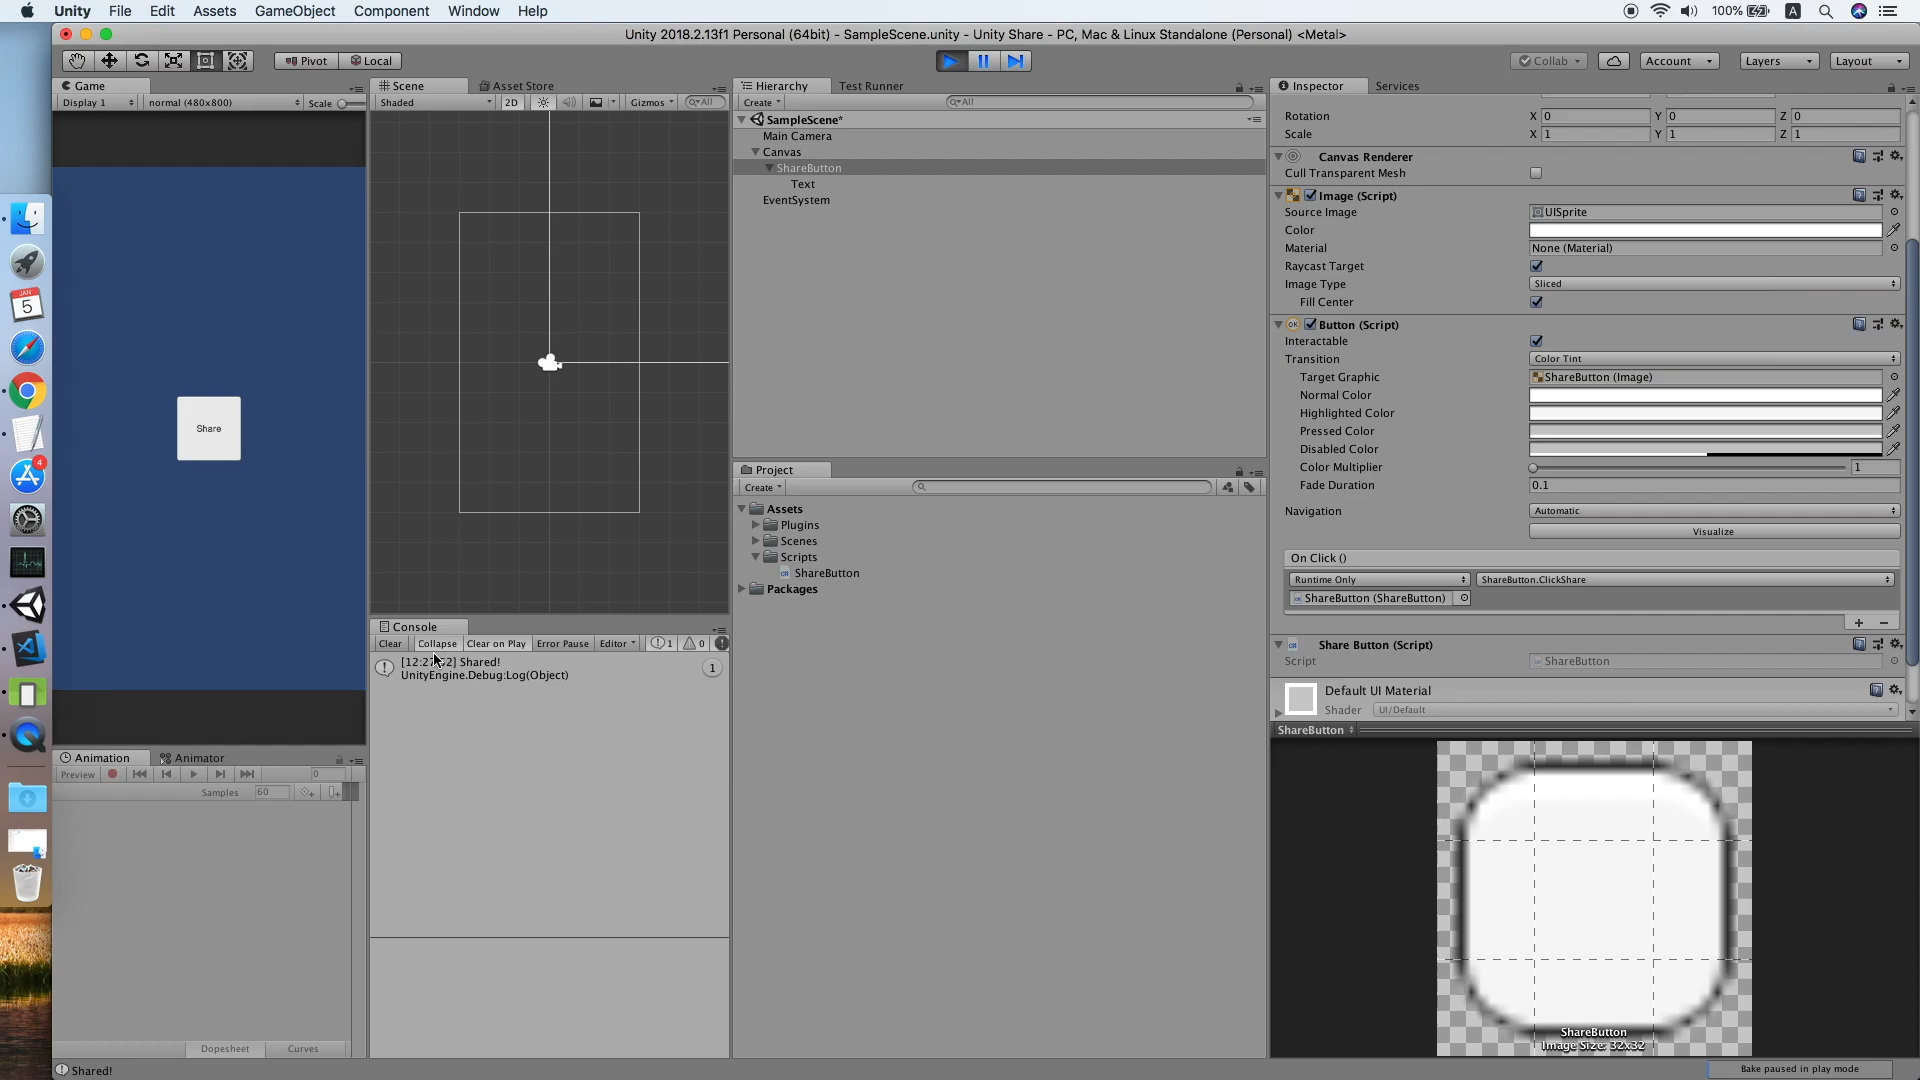 Unity File Edit Assets GameObject Component Window Help
100% A
Unity 2018.2.13f1 Personal (64bit) - SampleScene.unity - Unity Share - PC, Mac & Linux Standalone (Personal) <Metal>
Pivot Local
Collab Account Layers Layout
Game
Display 1 normal (480x800) Scale
Share
Scene Asset Store
Shaded 2D Gizmos All
Hierarchy Test Runner
Create All
SampleScene*
Main Camera
Canvas
ShareButton
Text
EventSystem
Project
Create
Assets
Plugins
Scenes
Scripts
ShareButton
Packages
Console
Clear Collapse Clear on Play Error Pause Editor 1 0
Shared!
UnityEngine.Debug:Log(Object)
1
Animation Animator
Preview 0
Samples 60
Dopesheet Curves
Inspector Services
Rotation X 0 Y 0 Z 0
Scale X 1 Y 1 Z 1
Canvas Renderer
Cull Transparent Mesh
Image (Script)
Source Image UISprite
Color
Material None (Material)
Raycast Target
Image Type Sliced
Fill Center
OK Button (Script)
Interactable
Transition Color Tint
Target Graphic ShareButton (Image)
Normal Color
Highlighted Color
Pressed Color
Disabled Color
Color Multiplier 1
Fade Duration 0.1
Navigation Automatic
Visualize
On Click ()
Runtime Only ShareButton.ClickShare
ShareButton (ShareButton)
+ −
Share Button (Script)
Script ShareButton
Default UI Material
Shader UI/Default
ShareButton
ShareButton
Image Size: 32x32
JAN
5
4
Shared!
Bake paused in play mode